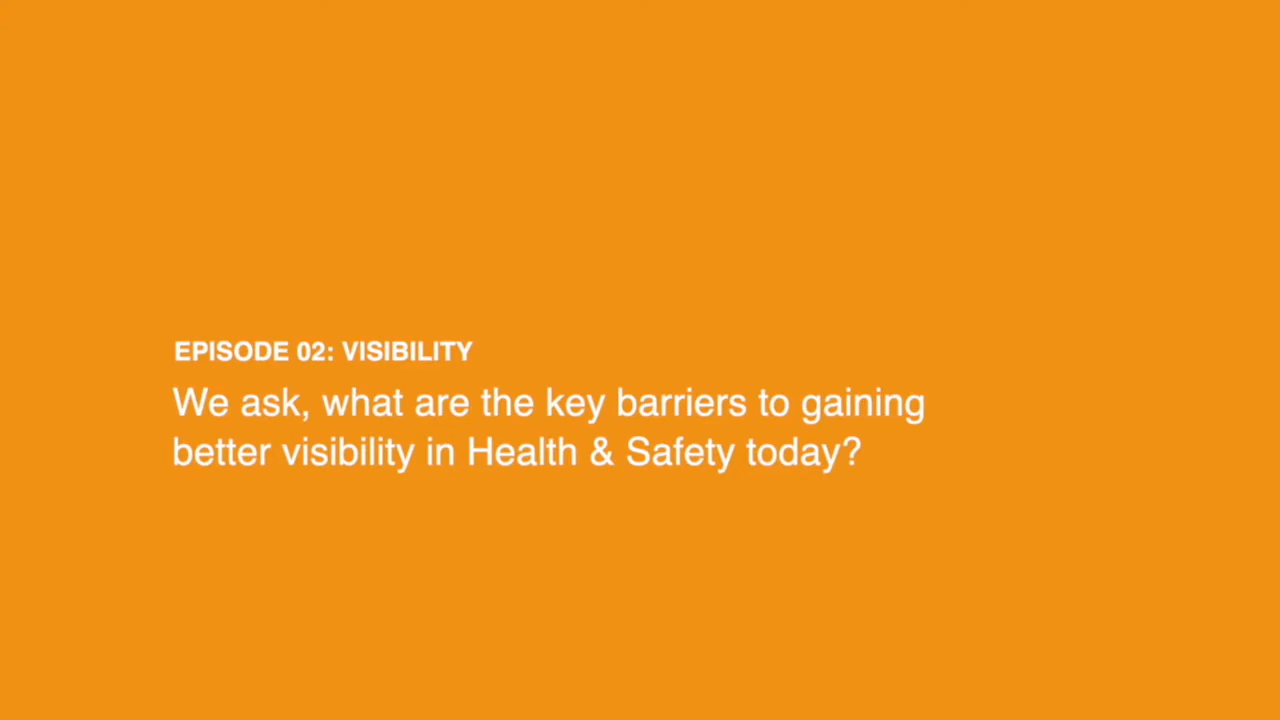 EPISODE 02: VISIBILITY
We ask, what are the key barriers to gaining
better visibility in Health & Safety today?